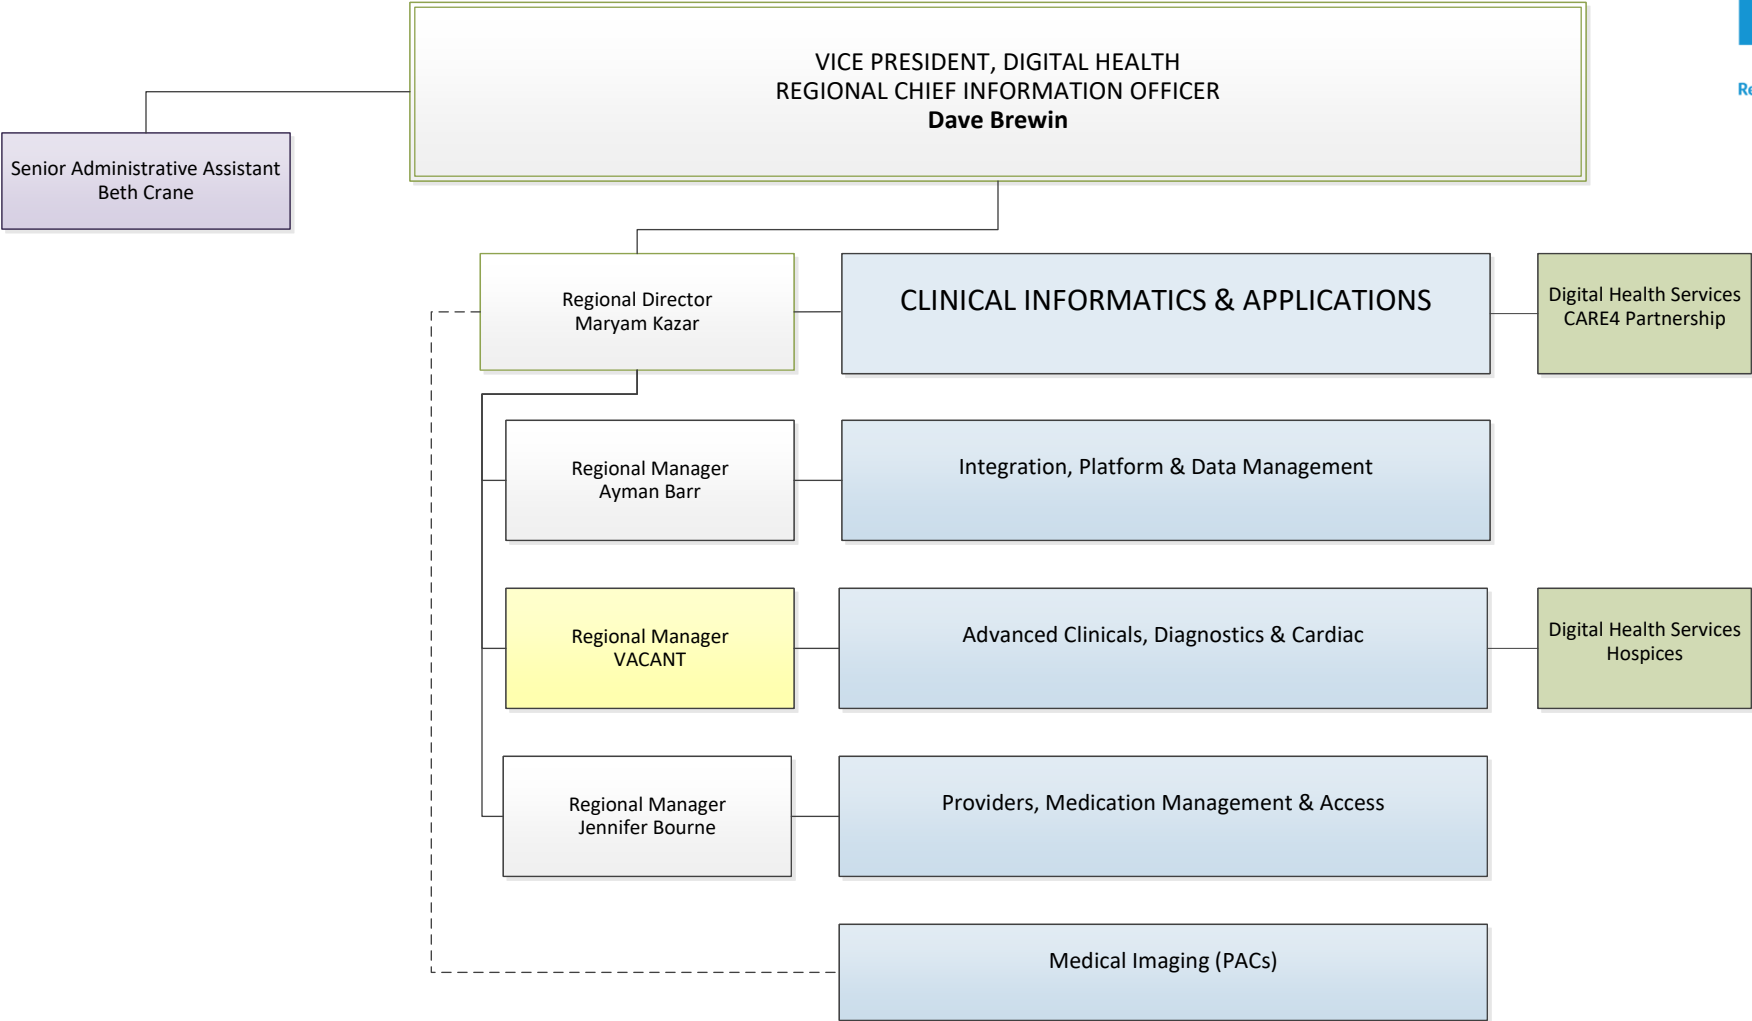 VICE PRESIDENT, DIGITAL HEALTH
REGIONAL CHIEF INFORMATION OFFICER
Dave Brewin
Senior Administrative Assistant
Beth Crane
Regional Director
Maryam Kazar
CLINICAL INFORMATICS & APPLICATIONS
Digital Health Services
CARE4 Partnership
Regional Manager
Ayman Barr
Integration, Platform & Data Management
Regional Manager
VACANT
Advanced Clinicals, Diagnostics & Cardiac
Digital Health Services
Hospices
Regional Manager
Jennifer Bourne
Providers, Medication Management & Access
Medical Imaging (PACs)